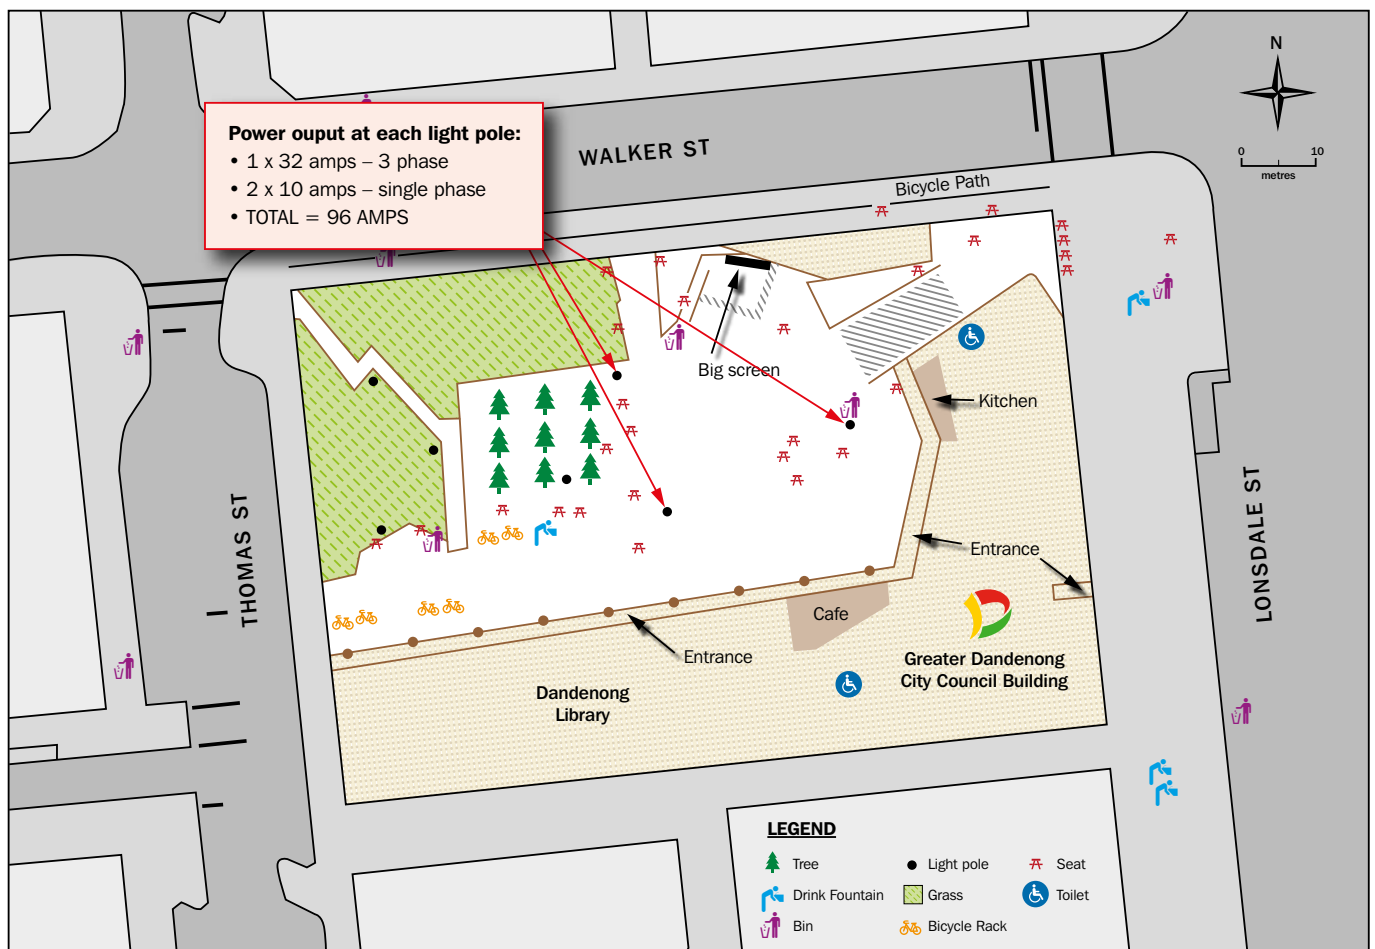 N
0 10
metres
Power ouput at each light pole:
• 1 x 32 amps – 3 phase
• 2 x 10 amps – single phase
• TOTAL = 96 AMPS
WALKER ST
Bicycle Path
Big screen
Kitchen
THOMAS ST
LONSDALE ST
Entrance
Cafe
Entrance
Greater Dandenong
City Council Building
Dandenong
Library
LEGEND
Tree
Light pole
Seat
Drink Fountain
Grass
Toilet
Bin
Bicycle Rack